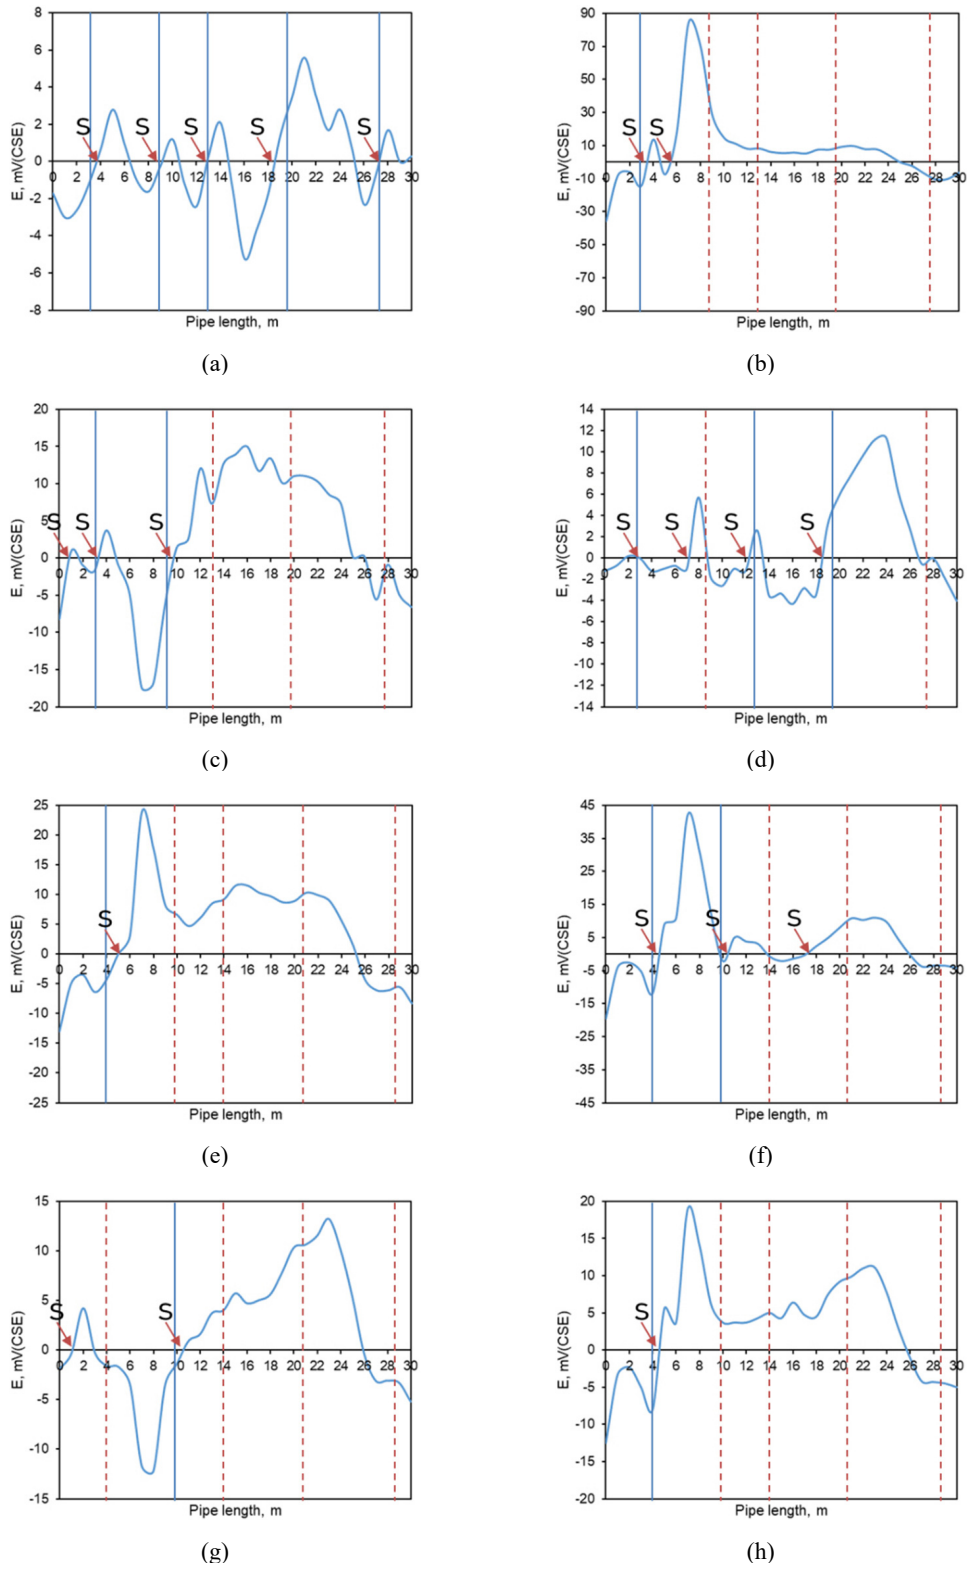 8
6
4
2
0
-2
-4
-6
-8
0 2 4 6 8 10 12 14 16 18 20 22 24 26 28 30
S S S S S
E, mV(CSE)
Pipe length, m
(a)
90
70
50
30
10
-10
-30
-50
-70
-90
0 2 4 6 8 10 12 14 16 18 20 22 24 26 28 30
S S
E, mV(CSE)
Pipe length, m
(b)
20
15
10
5
0
-5
-10
-15
-20
0 2 4 6 8 10 12 14 16 18 20 22 24 26 28 30
S S S
E, mV(CSE)
Pipe length, m
(c)
14
12
10
8
6
4
2
0
-2
-4
-6
-8
-10
-12
-14
0 2 4 6 8 10 12 14 16 18 20 22 24 26 28 30
S S S S
E, mV(CSE)
Pipe length, m
(d)
25
20
15
10
5
0
-5
-10
-15
-20
-25
0 2 4 6 8 10 12 14 16 18 20 22 24 26 28 30
S
E, mV(CSE)
Pipe length, m
(e)
45
35
25
15
5
-5
-15
-25
-35
-45
0 2 4 6 8 10 12 14 16 18 20 22 24 26 28 30
S S S
E, mV(CSE)
Pipe length, m
(f)
15
10
5
0
-5
-10
-15
0 2 4 6 8 10 12 14 16 18 20 22 24 26 28 30
S S
E, mV(CSE)
Pipe length, m
(g)
20
15
10
5
0
-5
-10
-15
-20
0 2 4 6 8 10 12 14 16 18 20 22 24 26 28 30
S
E, mV(CSE)
Pipe length, m
(h)